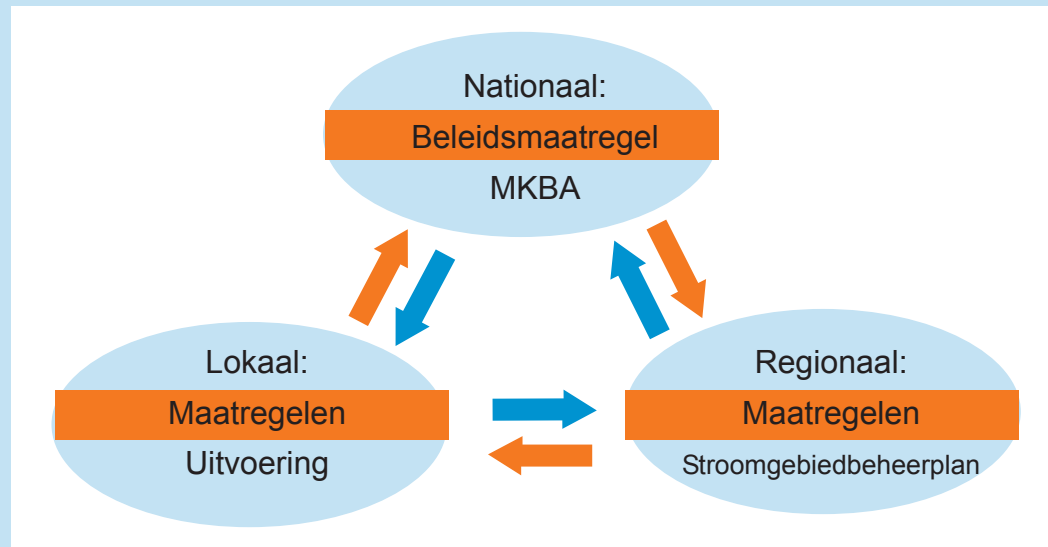 Nationaal:
Beleidsmaatregel
MKBA
Lokaal:
Maatregelen
Uitvoering
Regionaal:
Maatregelen
Stroomgebiedbeheerplan